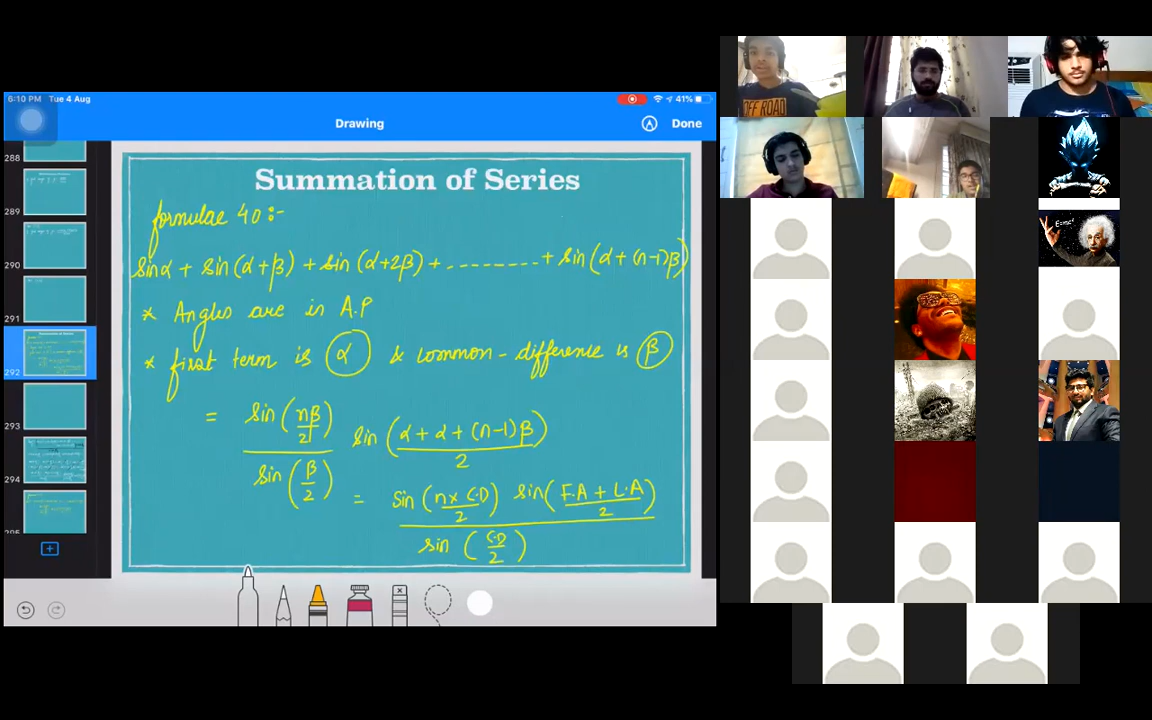 6:10 PM Tue 4 Aug
41%
Drawing
Done
288
289
290
291
292
293
294
295
Summation of Series
formulae 40 :-
sinα + sin(α+β) + sin(α+2β) + --------- + sin(α + (n-1)β)
* Angles are in A.P
* first term is α & common-difference is β
= sin(nβ/2) / sin(β/2) sin(α + α + (n-1)β / 2)
= sin(n× C.D/2) sin(F.A + L.A/2) / sin(C.D/2)
OFF ROAD
E=mc²